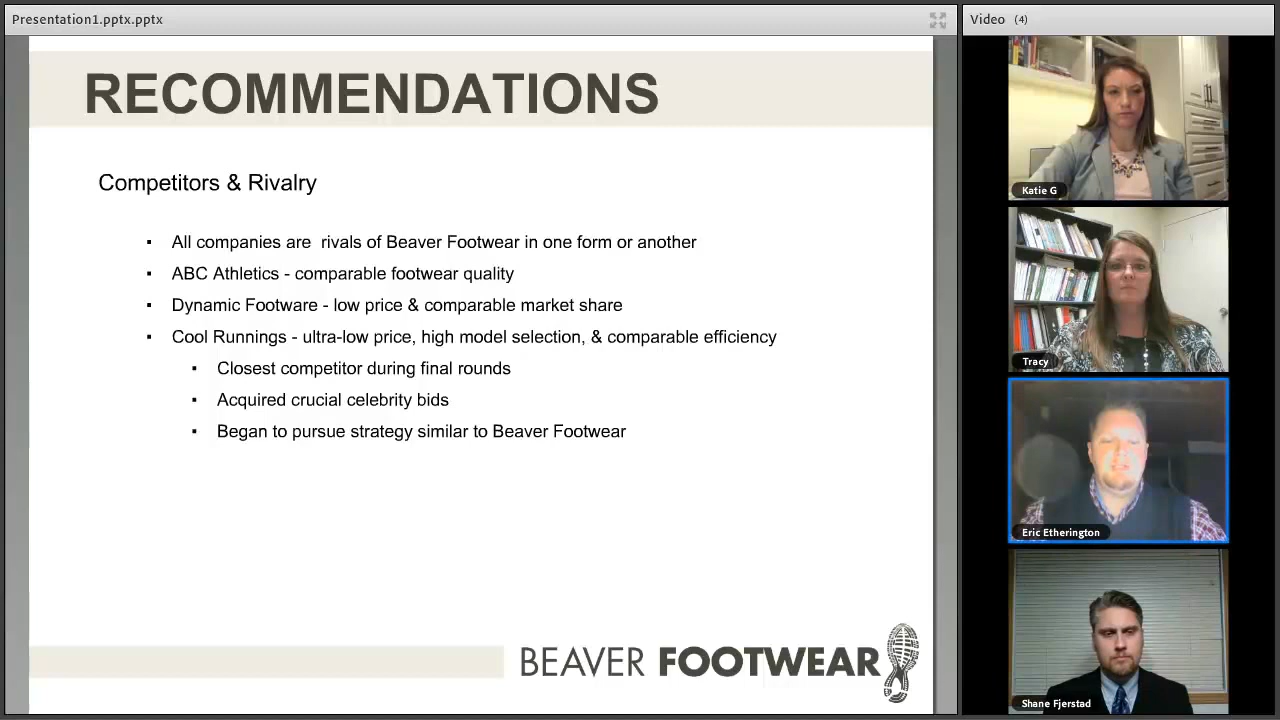 Presentation1.pptx.pptx
Video (4)
RECOMMENDATIONS
Competitors & Rivalry
▪ All companies are  rivals of Beaver Footwear in one form or another
▪ ABC Athletics - comparable footwear quality
▪ Dynamic Footware - low price & comparable market share
▪ Cool Runnings - ultra-low price, high model selection, & comparable efficiency
▪ Closest competitor during final rounds
▪ Acquired crucial celebrity bids
▪ Began to pursue strategy similar to Beaver Footwear
BEAVER FOOTWEAR
Katie G
Tracy
Eric Etherington
Shane Fjerstad